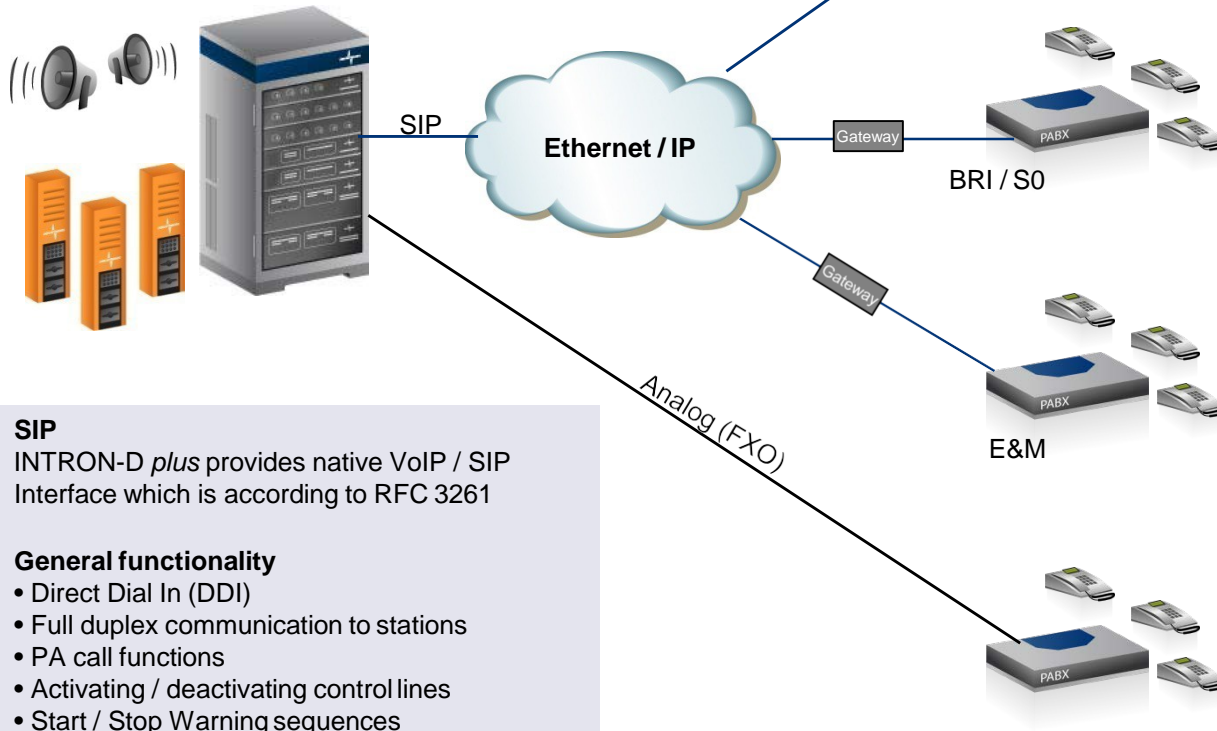 SIP
Ethernet / IP
Gateway
PABX
BRI / S0
Gateway
PABX
E&M
Analog (FXO)
PABX
SIP
INTRON-D plus provides native VoIP / SIP
Interface which is according to RFC 3261
General functionality
• Direct Dial In (DDI)
• Full duplex communication to stations
• PA call functions
• Activating / deactivating control lines
• Start / Stop Warning sequences